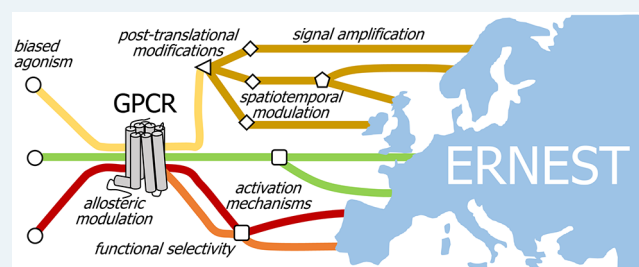 post-translational
modifications
signal amplification
biased
agonism
GPCR
spatiotemporal
modulation
ERNEST
allosteric
modulation
activation
mechanisms
functional selectivity